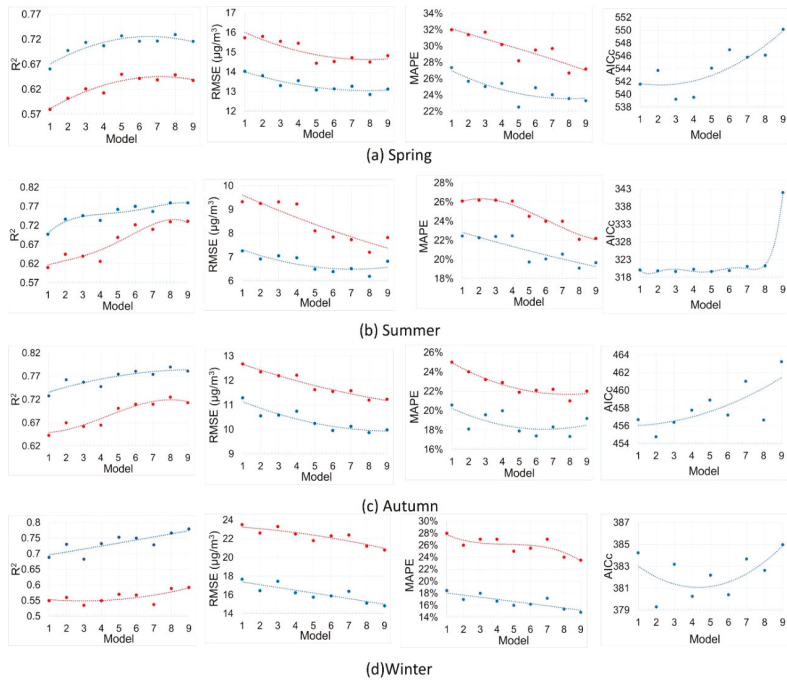 R²
0.77
0.72
0.67
0.62
0.57
1 2 3 4 5 6 7 8 9
Model
RMSE (µg/m³)
16
15
14
13
12
1 2 3 4 5 6 7 8 9
Model
MAPE
32%
30%
28%
26%
24%
22%
1 2 3 4 5 6 7 8 9
Model
AICc
552
550
548
546
544
542
540
538
1 2 3 4 5 6 7 8 9
Model
(a) Spring
R²
0.82
0.77
0.72
0.67
0.62
0.57
1 2 3 4 5 6 7 8 9
Model
RMSE (µg/m³)
10
9
8
7
6
1 2 3 4 5 6 7 8 9
Model
MAPE
28%
26%
24%
22%
20%
18%
1 2 3 4 5 6 7 8 9
Model
AICc
343
338
333
328
323
318
1 2 3 4 5 6 7 8 9
Model
(b) Summer
R²
0.82
0.77
0.72
0.67
0.62
1 2 3 4 5 6 7 8 9
Model
RMSE (µg/m³)
13
12
11
10
9
1 2 3 4 5 6 7 8 9
Model
MAPE
26%
24%
22%
20%
18%
16%
1 2 3 4 5 6 7 8 9
Model
AICc
464
462
460
458
456
454
1 2 3 4 5 6 7 8 9
Model
(c) Autumn
R²
0.8
0.75
0.7
0.65
0.6
0.55
0.5
1 2 3 4 5 6 7 8 9
Model
RMSE (µg/m³)
24
22
20
18
16
14
1 2 3 4 5 6 7 8 9
Model
MAPE
30%
28%
26%
24%
22%
20%
18%
16%
14%
1 2 3 4 5 6 7 8 9
Model
AICc
387
385
383
381
379
1 2 3 4 5 6 7 8 9
Model
(d)Winter